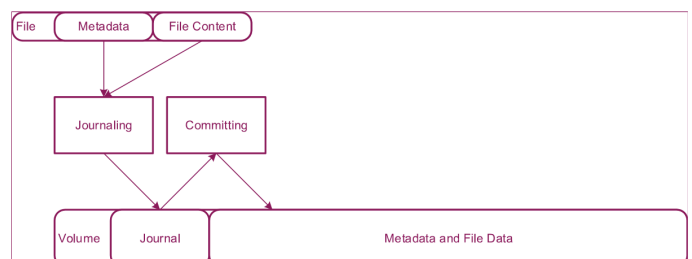 File
Metadata
File Content
Journaling
Committing
Volume
Journal
Metadata and File Data